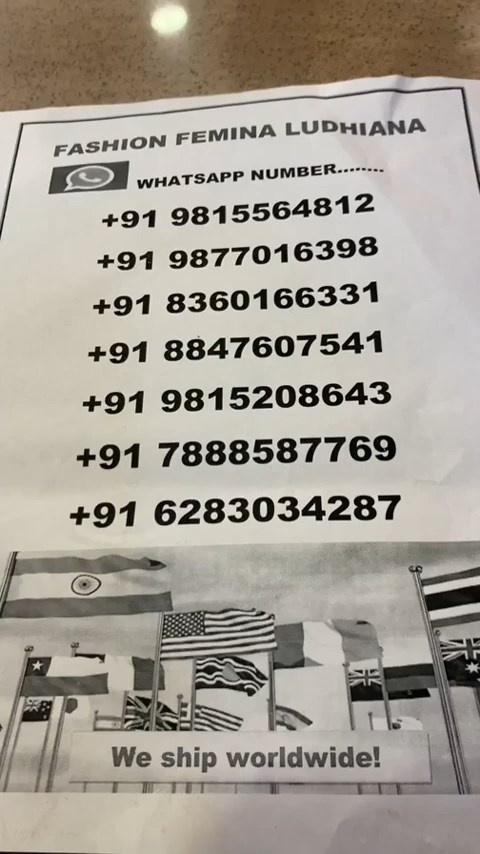 FASHION FEMINA LUDHIANA
WHATSAPP NUMBER........
+91 9815564812
+91 9877016398
+91 8360166331
+91 8847607541
+91 9815208643
+91 7888587769
+91 6283034287
We ship worldwide!